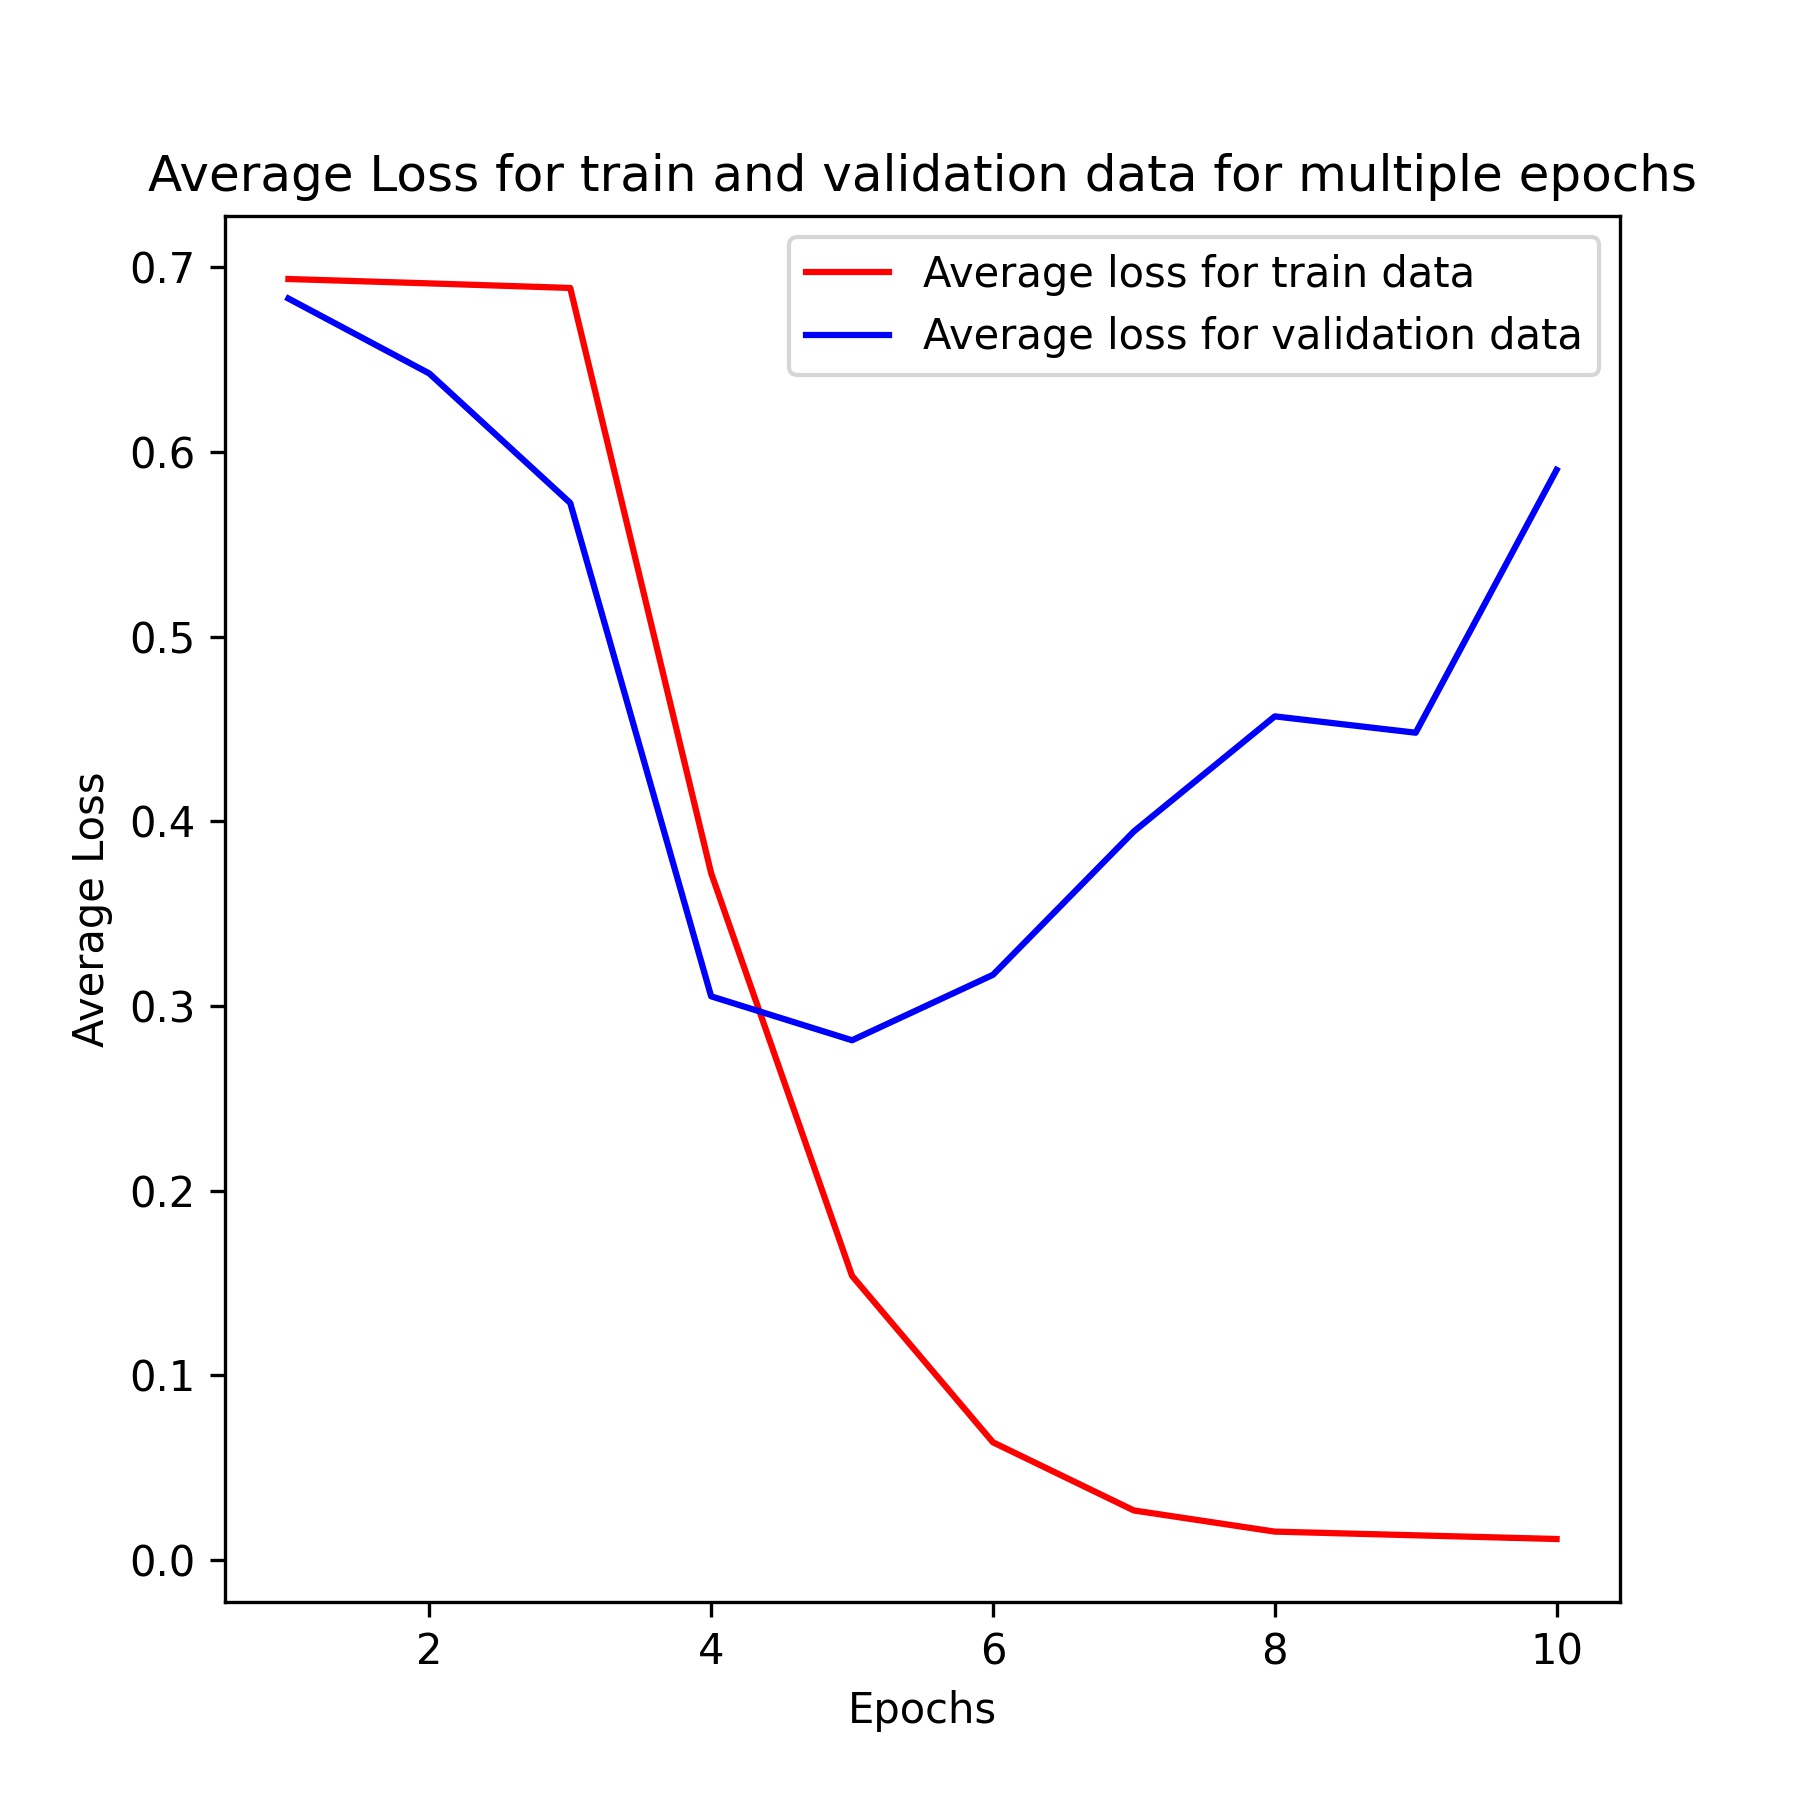 Average Loss for train and validation data for multiple epochs
Average loss for train data
Average loss for validation data
0.7
0.6
0.5
0.4
0.3
0.2
0.1
0.0
Average Loss
2 4 6 8 10
Epochs